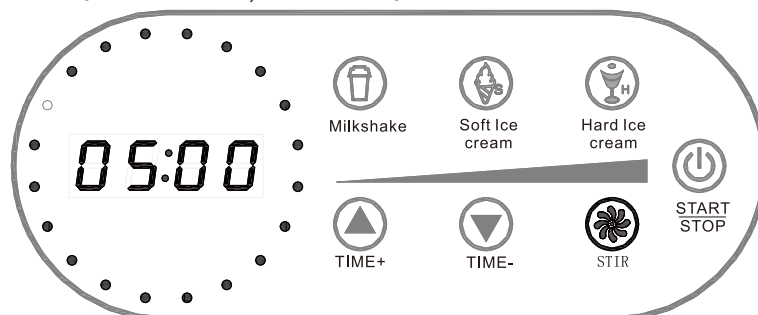 05:00
Milkshake
Soft Ice
cream
S
Hard Ice
cream
H
TIME+
TIME-
STIR
START
STOP